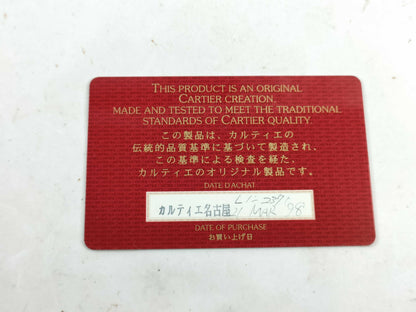 THIS PRODUCT IS AN ORIGINAL
CARTIER CREATION,
MADE AND TESTED TO MEET THE TRADITIONAL
STANDARDS OF CARTIER QUALITY.
この製品は、カルティエの
伝統的品質基準に基づいて製造され、
この基準による検査を経た、
カルティエのオリジナル製品です。
DATE D'ACHAT
カルティエ名古屋
21 MAR '98
DATE OF PURCHASE
お買い上げ日